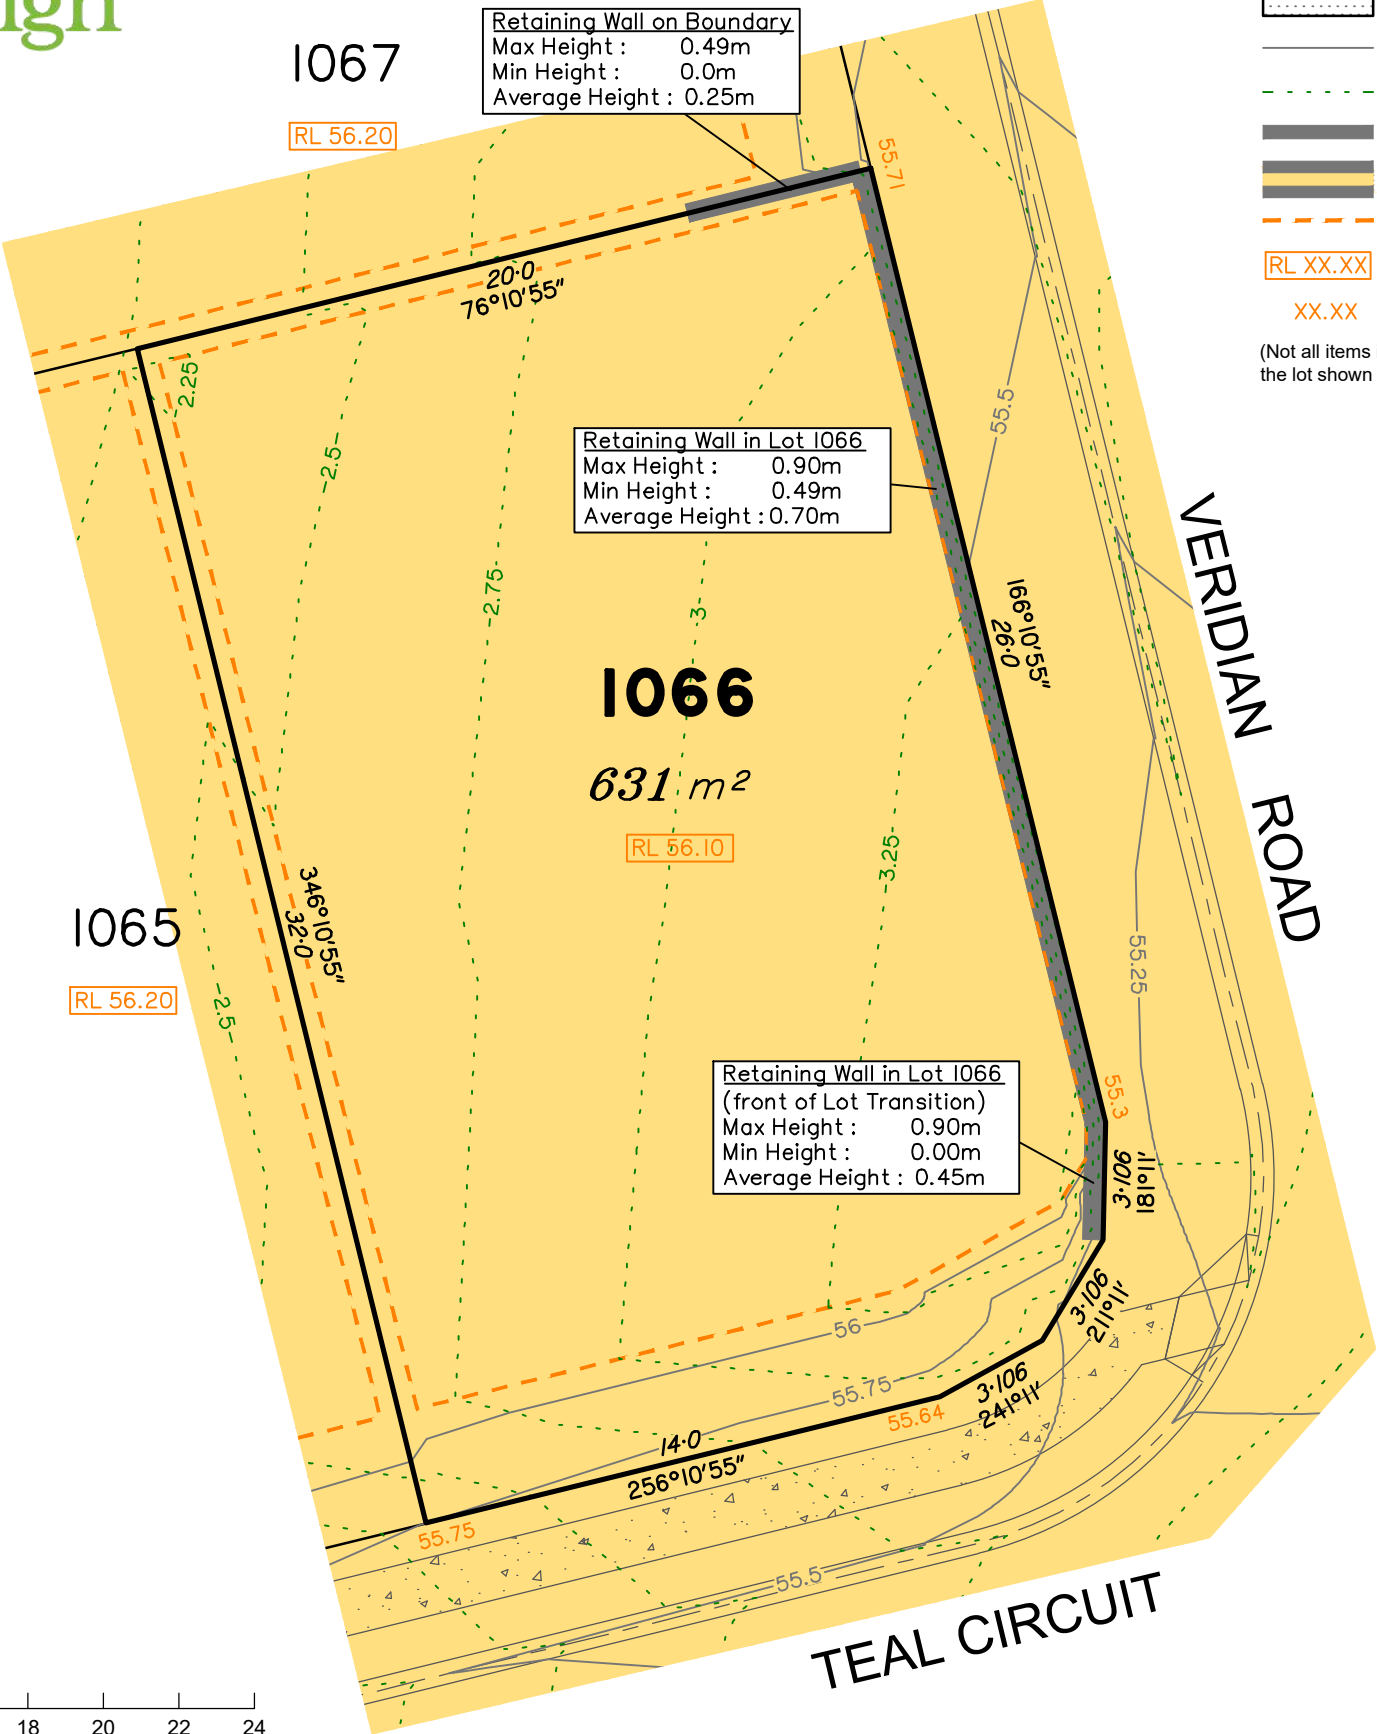 ign
1067
RL 56.20
Retaining Wall on Boundary
Max Height : 0.49m
Min Height : 0.0m
Average Height : 0.25m
55.71
RL XX.XX
XX.XX
(Not all items
the lot shown
20·0
76°10'55"
2.25
2.5
2.75
3
3.25
55.5
Retaining Wall in Lot 1066
Max Height : 0.90m
Min Height : 0.49m
Average Height : 0.70m
166°10'55"
26·0
VERIDIAN ROAD
1066
631 m²
RL 56.10
346°10'55"
32·0
1065
RL 56.20
2.5
55.25
Retaining Wall in Lot 1066
(front of Lot Transition)
Max Height : 0.90m
Min Height : 0.00m
Average Height : 0.45m
55.3
3·106
181°11'
3·106
211°11'
3·106
241°11'
56
55.75
55.64
14·0
256°10'55"
55.75
55.5
TEAL CIRCUIT
18 20 22 24